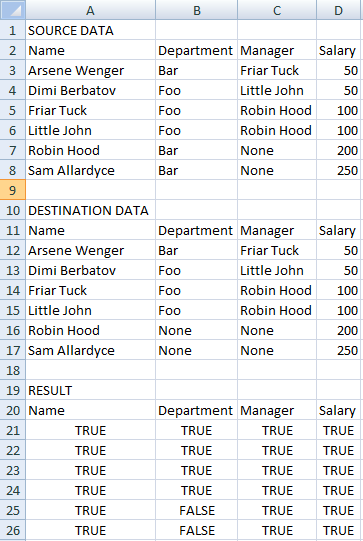 A B C D
1 SOURCE DATA
2 Name Department Manager Salary
3 Arsene Wenger Bar Friar Tuck 50
4 Dimi Berbatov Foo Little John 50
5 Friar Tuck Foo Robin Hood 100
6 Little John Foo Robin Hood 100
7 Robin Hood Bar None 200
8 Sam Allardyce Bar None 250
9
10 DESTINATION DATA
11 Name Department Manager Salary
12 Arsene Wenger Bar Friar Tuck 50
13 Dimi Berbatov Foo Little John 50
14 Friar Tuck Foo Robin Hood 100
15 Little John Foo Robin Hood 100
16 Robin Hood None None 200
17 Sam Allardyce None None 250
18
19 RESULT
20 Name Department Manager Salary
21 TRUE TRUE TRUE TRUE
22 TRUE TRUE TRUE TRUE
23 TRUE TRUE TRUE TRUE
24 TRUE TRUE TRUE TRUE
25 TRUE FALSE TRUE TRUE
26 TRUE FALSE TRUE TRUE